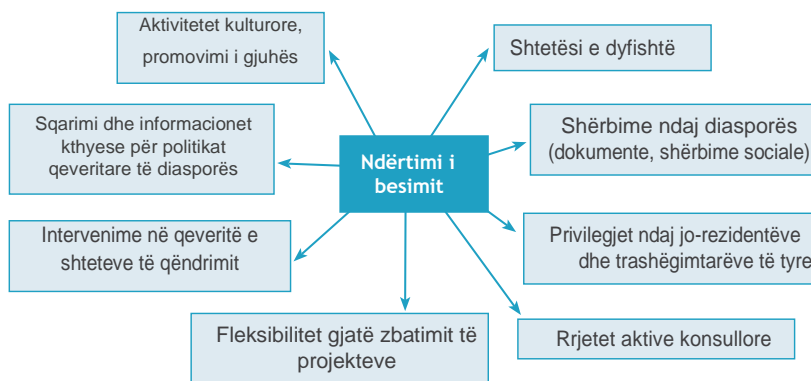 Aktivitetet kulturore,
promovimi i gjuhës
Shtetësi e dyfishtë
Sqarimi dhe informacionet
kthyese për politikat
qeveritare të diasporës
Ndërtimi i
besimit
Shërbime ndaj diasporës
(dokumente, shërbime sociale)
Intervenime në qeveritë e
shteteve të qëndrimit
Privilegjet ndaj jo-rezidentëve
dhe trashëgimtarëve të tyre
Fleksibilitet gjatë zbatimit të
projekteve
Rrjetet aktive konsullore